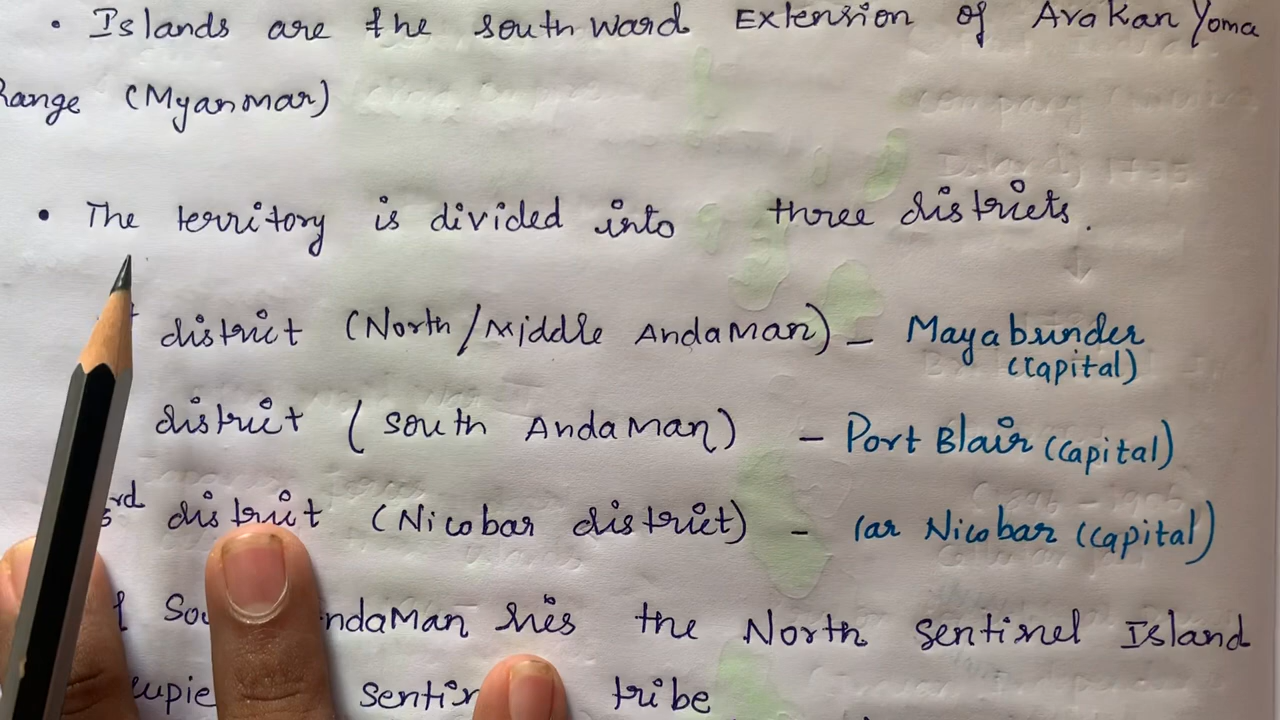 • Islands are the southward Extension of Arakan Yoma
Range (Myanmar)
• The territory is divided into three districts.
district (North/Middle Andaman) – Mayabunder
(Capital)
district (South Andaman) – Port Blair (Capital)
3rd district (Nicobar district) – Car Nicobar (Capital)
lies the North Sentinel Island
tribe